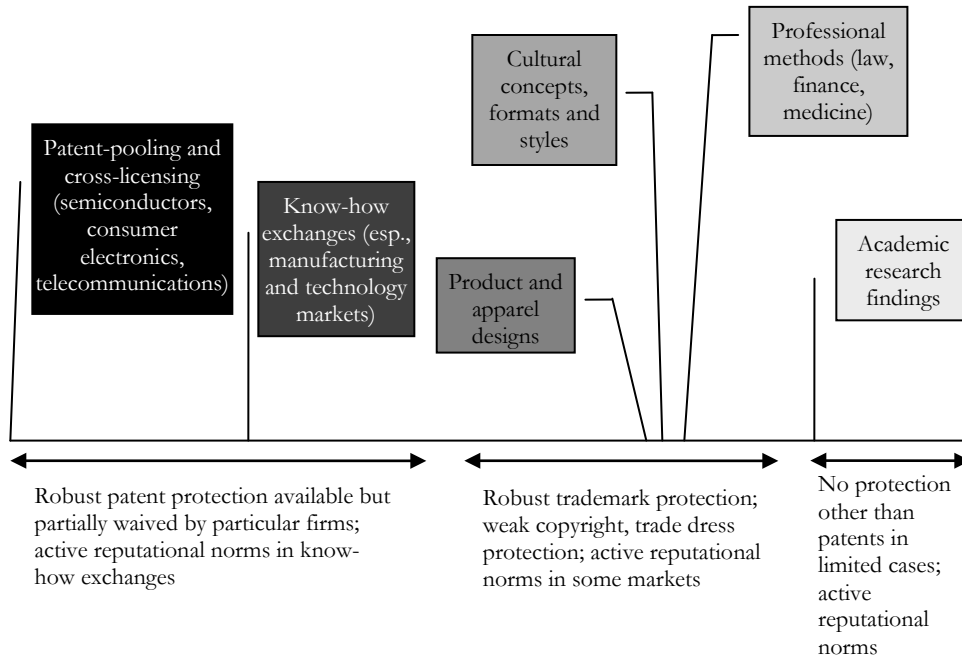 Patent-pooling and
cross-licensing
(semiconductors,
consumer
electronics,
telecommunications)
Know-how
exchanges (esp.,
manufacturing
and technology
markets)
Product and
apparel
designs
Cultural
concepts,
formats and
styles
Professional
methods (law,
finance,
medicine)
Academic
research
findings
Robust patent protection available but
partially waived by particular firms;
active reputational norms in know-
how exchanges
Robust trademark protection;
weak copyright, trade dress
protection; active reputational
norms in some markets
No protection
other than
patents in
limited cases;
active
reputational
norms